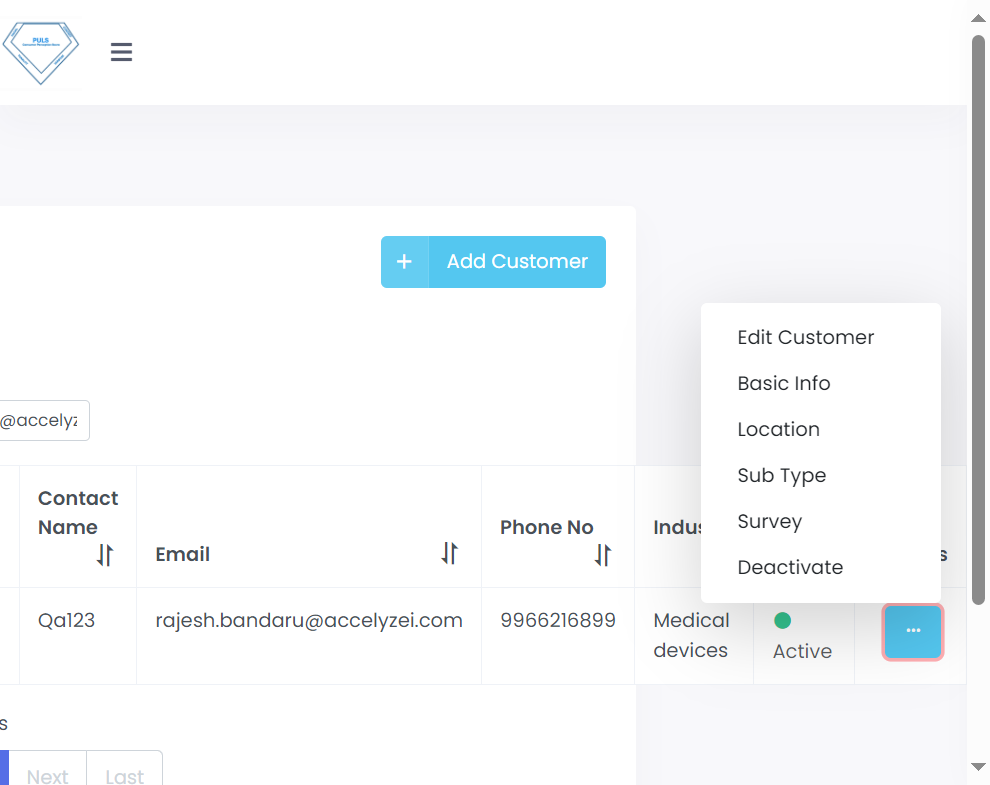 PULS
Add Customer
Edit Customer
Basic Info
Location
Sub Type
Survey
Deactivate
@accelyz
Contact
Name
Email
Phone No
Indus
s
Qa123
rajesh.bandaru@accelyzei.com
9966216899
Medical
devices
Active
s
Next
Last